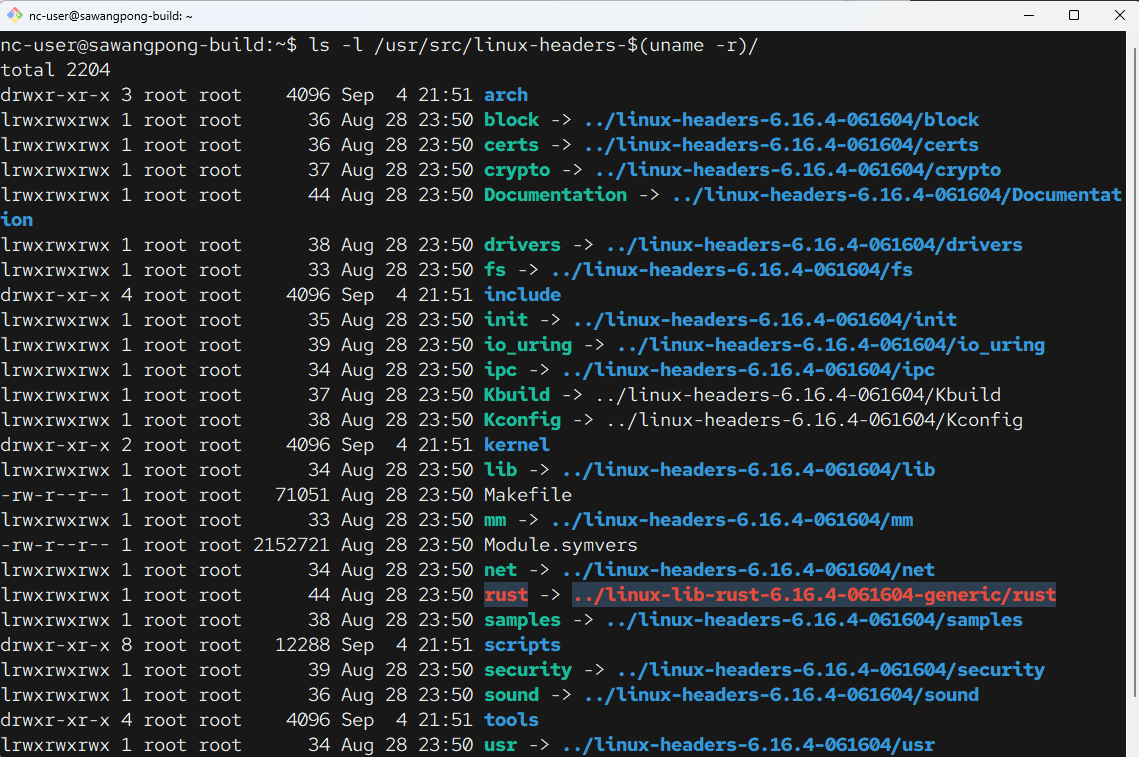 nc-user@sawangpong-build: ~
nc-user@sawangpong-build:~$ ls -l /usr/src/linux-headers-$(uname -r)/
total 2204
drwxr-xr-x 3 root root    4096 Sep  4 21:51 arch
lrwxrwxrwx 1 root root      36 Aug 28 23:50 block -> ../linux-headers-6.16.4-061604/block
lrwxrwxrwx 1 root root      36 Aug 28 23:50 certs -> ../linux-headers-6.16.4-061604/certs
lrwxrwxrwx 1 root root      37 Aug 28 23:50 crypto -> ../linux-headers-6.16.4-061604/crypto
lrwxrwxrwx 1 root root      44 Aug 28 23:50 Documentation -> ../linux-headers-6.16.4-061604/Documentat
ion
lrwxrwxrwx 1 root root      38 Aug 28 23:50 drivers -> ../linux-headers-6.16.4-061604/drivers
lrwxrwxrwx 1 root root      33 Aug 28 23:50 fs -> ../linux-headers-6.16.4-061604/fs
drwxr-xr-x 4 root root    4096 Sep  4 21:51 include
lrwxrwxrwx 1 root root      35 Aug 28 23:50 init -> ../linux-headers-6.16.4-061604/init
lrwxrwxrwx 1 root root      39 Aug 28 23:50 io_uring -> ../linux-headers-6.16.4-061604/io_uring
lrwxrwxrwx 1 root root      34 Aug 28 23:50 ipc -> ../linux-headers-6.16.4-061604/ipc
lrwxrwxrwx 1 root root      37 Aug 28 23:50 Kbuild -> ../linux-headers-6.16.4-061604/Kbuild
lrwxrwxrwx 1 root root      38 Aug 28 23:50 Kconfig -> ../linux-headers-6.16.4-061604/Kconfig
drwxr-xr-x 2 root root    4096 Sep  4 21:51 kernel
lrwxrwxrwx 1 root root      34 Aug 28 23:50 lib -> ../linux-headers-6.16.4-061604/lib
-rw-r--r-- 1 root root   71051 Aug 28 23:50 Makefile
lrwxrwxrwx 1 root root      33 Aug 28 23:50 mm -> ../linux-headers-6.16.4-061604/mm
-rw-r--r-- 1 root root 2152721 Aug 28 23:50 Module.symvers
lrwxrwxrwx 1 root root      34 Aug 28 23:50 net -> ../linux-headers-6.16.4-061604/net
lrwxrwxrwx 1 root root      44 Aug 28 23:50 rust -> ../linux-lib-rust-6.16.4-061604-generic/rust
lrwxrwxrwx 1 root root      38 Aug 28 23:50 samples -> ../linux-headers-6.16.4-061604/samples
drwxr-xr-x 8 root root   12288 Sep  4 21:51 scripts
lrwxrwxrwx 1 root root      39 Aug 28 23:50 security -> ../linux-headers-6.16.4-061604/security
lrwxrwxrwx 1 root root      36 Aug 28 23:50 sound -> ../linux-headers-6.16.4-061604/sound
drwxr-xr-x 4 root root    4096 Sep  4 21:51 tools
lrwxrwxrwx 1 root root      34 Aug 28 23:50 usr -> ../linux-headers-6.16.4-061604/usr